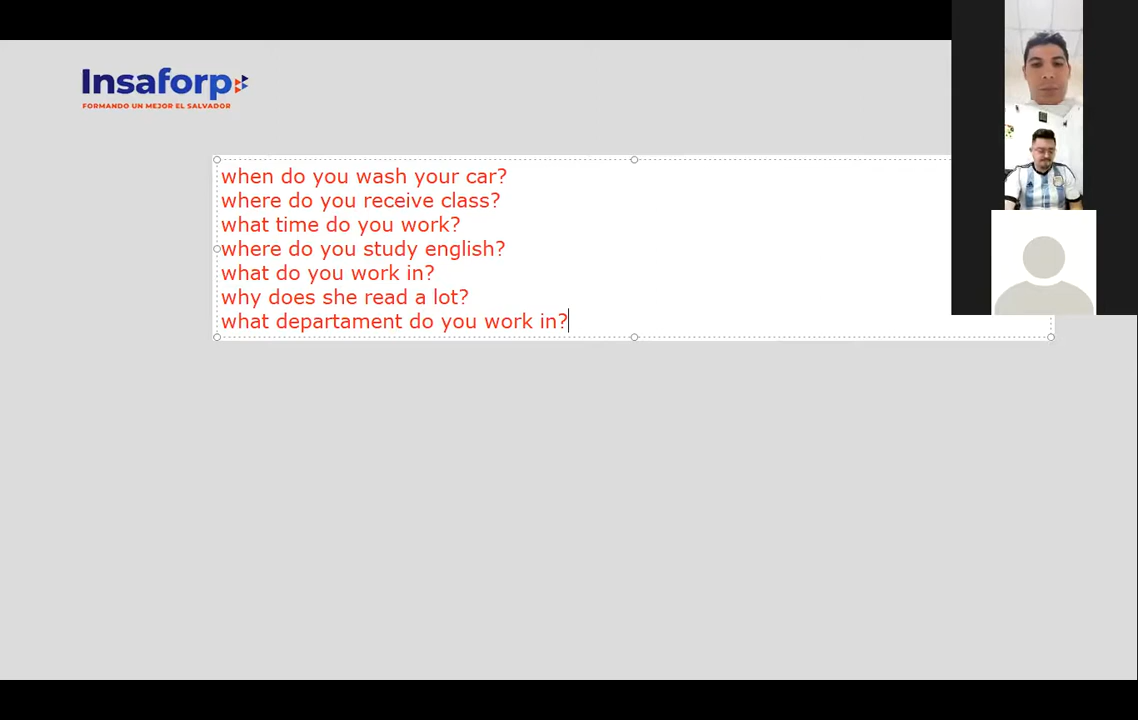 Insaforp
FORMANDO UN MEJOR EL SALVADOR
when do you wash your car?
where do you receive class?
what time do you work?
where do you study english?
what do you work in?
why does she read a lot?
what departament do you work in?